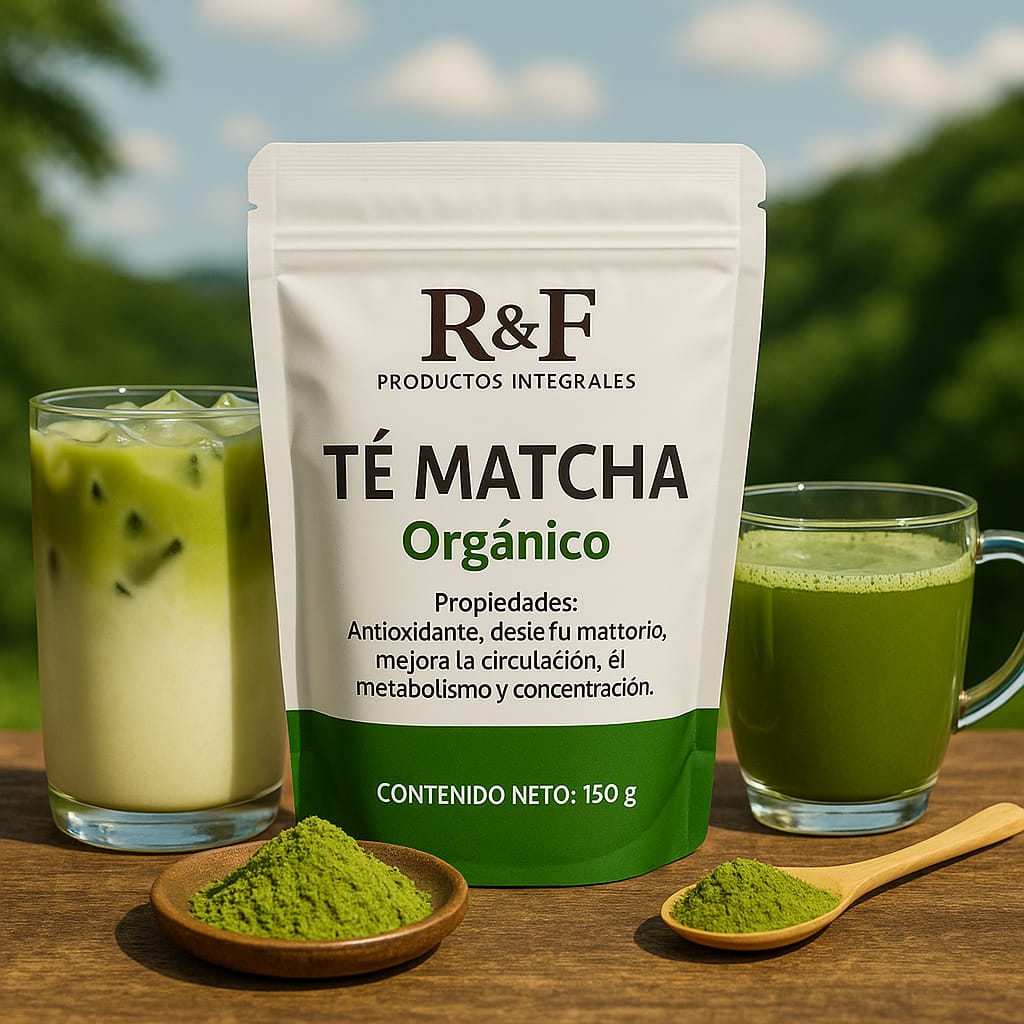 R&F
PRODUCTOS INTEGRALES
TÉ MATCHA
Orgánico
Propiedades:
Antioxidante, desie fu mattorio,
mejora la circulación, él
metabolismo y concentración.
CONTENIDO NETO: 150 g